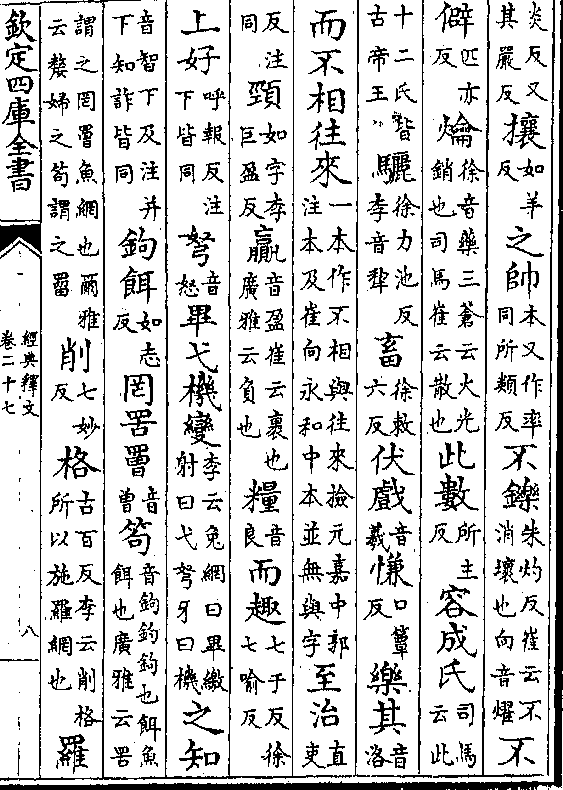 炎反又其嚴反攘如羊反之帥本又作率同所類反不鑠朱灼反崔云不消壞也向音燿不
僻匹亦反爚徐音藥三蒼云火光銷也司馬崔云散也此數所主反容成氏司馬云此
十二氏皆古帝王驪徐力池反李音犂畜徐敕六反伏戲音羲慊口簟反樂其音洛
而不相往來一本作不相與往來撿元嘉中郭注本及崔向永和中本並無與字至治直吏
反注同頸如字李巨盈反贏音盈崔云裹也廣雅云負也糧音良而趣七于反徐七喻反
上好呼報反注下皆同弩音怒畢弋機變李云兔網曰畢繳射曰弋弩牙曰機之知
音智下及注并下知詐皆同鉤餌如志反罔罟罾音曾笱音鉤鉤鉤也餌魚餌也廣雅云罟
謂之罔罾魚網也爾雅云嫠婦之笱謂之罶削七妙反格古百反李云削格所以施羅網也羅
欽定四庫全書
經典釋文
卷二十七
八